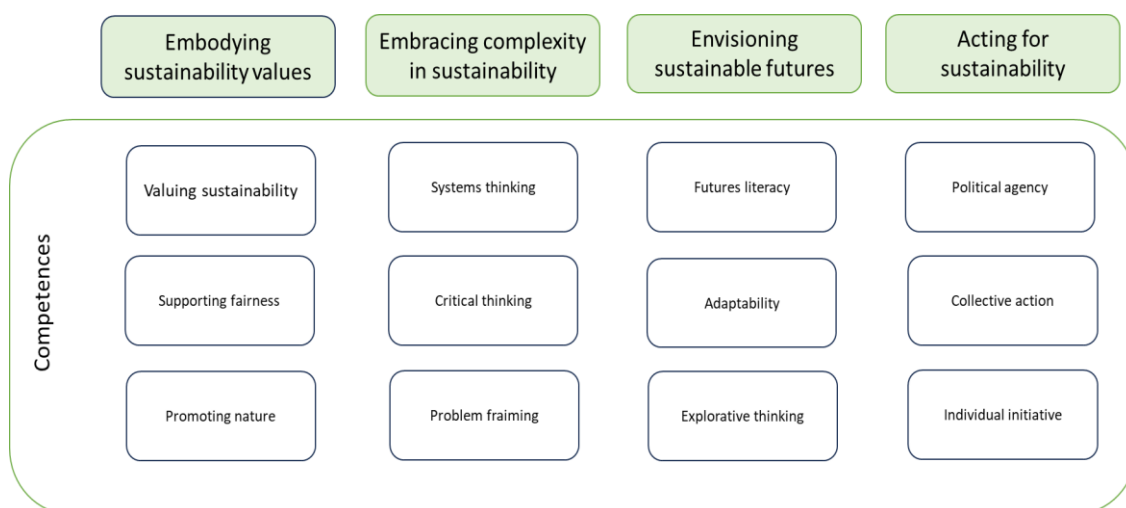 Embodying
sustainability values
Embracing complexity
in sustainability
Envisioning
sustainable futures
Acting for
sustainability
Competences
Valuing sustainability
Systems thinking
Futures literacy
Political agency
Supporting fairness
Critical thinking
Adaptability
Collective action
Promoting nature
Problem fraiming
Explorative thinking
Individual initiative